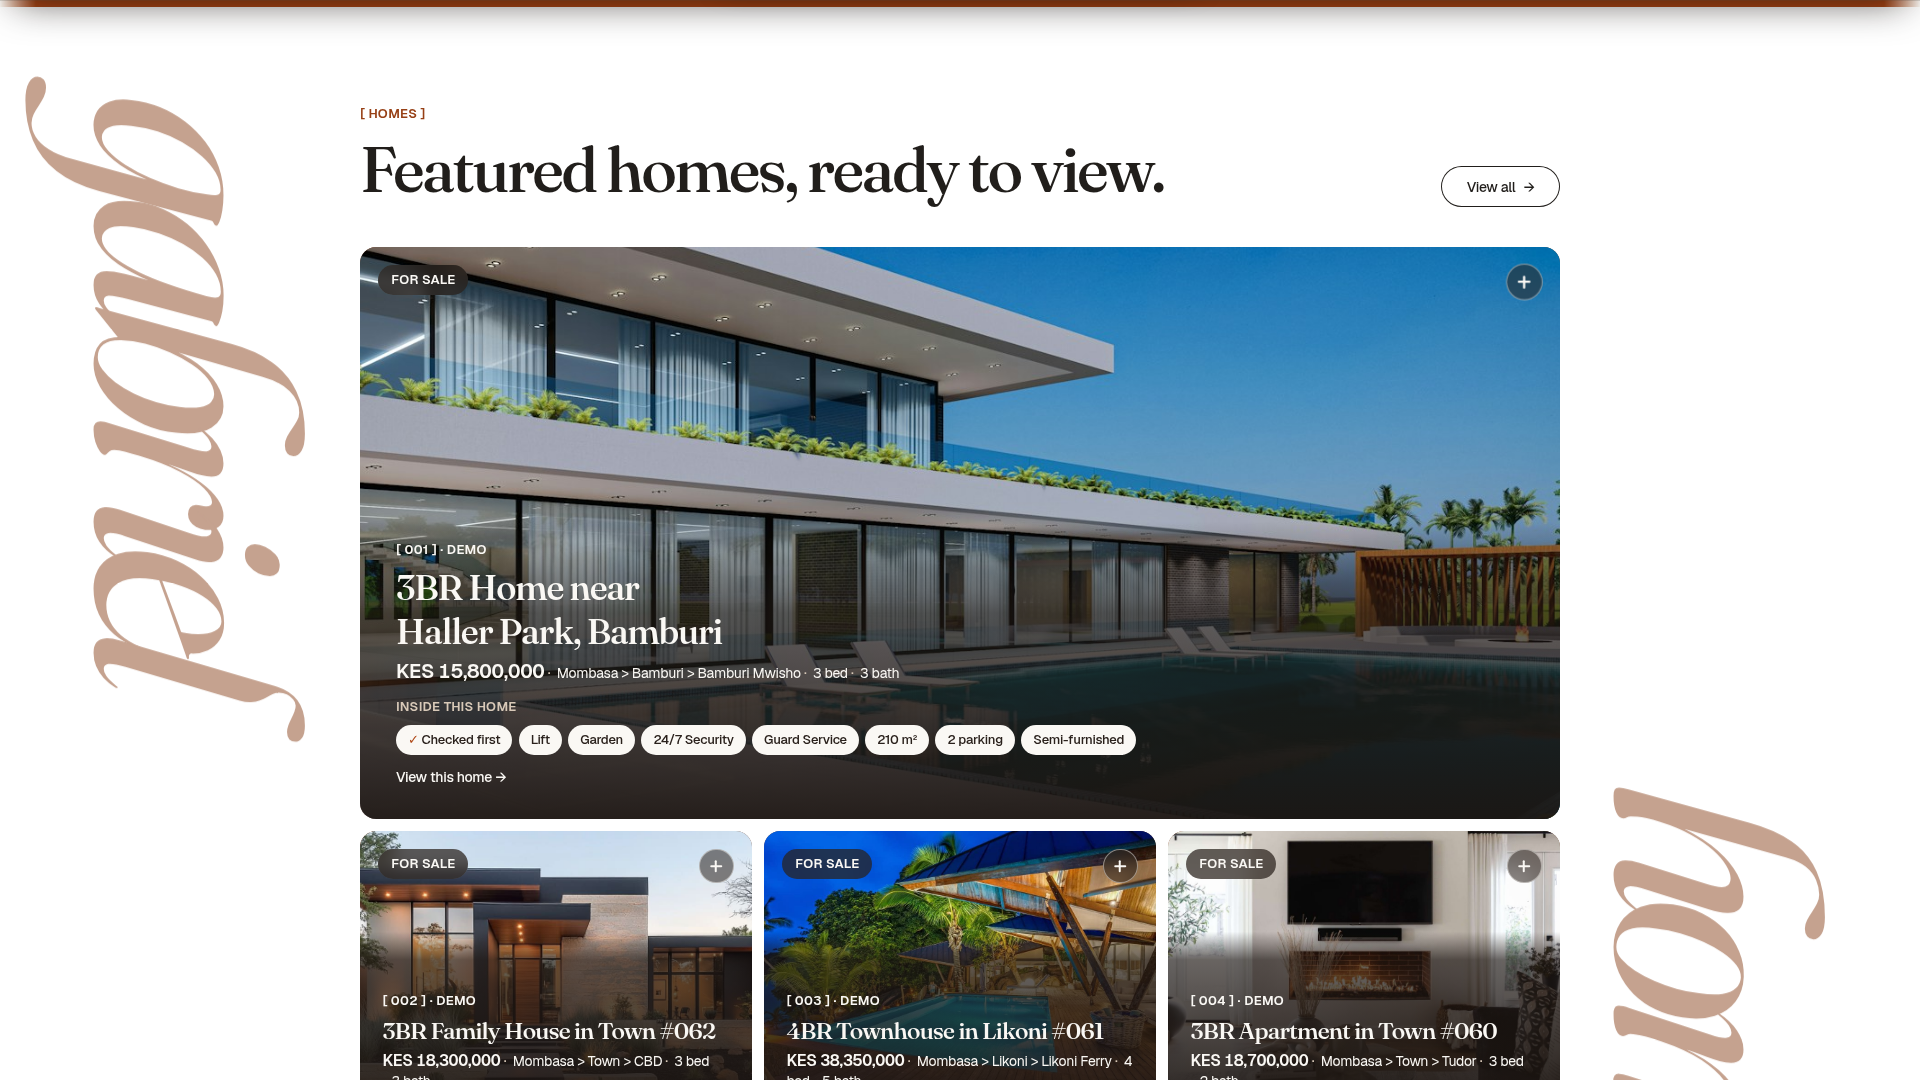 gabriel
[ HOMES ]
Featured homes, ready to view.
View all →
FOR SALE
[ 001 ] · DEMO
3BR Home near
Haller Park, Bamburi
KES 15,800,000 · Mombasa > Bamburi > Bamburi Mwisho · 3 bed · 3 bath
INSIDE THIS HOME
✓ Checked first
Lift
Garden
24/7 Security
Guard Service
210 m²
2 parking
Semi-furnished
View this home →
FOR SALE
[ 002 ] · DEMO
3BR Family House in Town #062
KES 18,300,000 · Mombasa > Town > CBD · 3 bed
FOR SALE
[ 003 ] · DEMO
4BR Townhouse in Likoni #061
KES 38,350,000 · Mombasa > Likoni > Likoni Ferry · 4
bed · 5 bath
FOR SALE
[ 004 ] · DEMO
3BR Apartment in Town #060
KES 18,700,000 · Mombasa > Town > Tudor · 3 bed